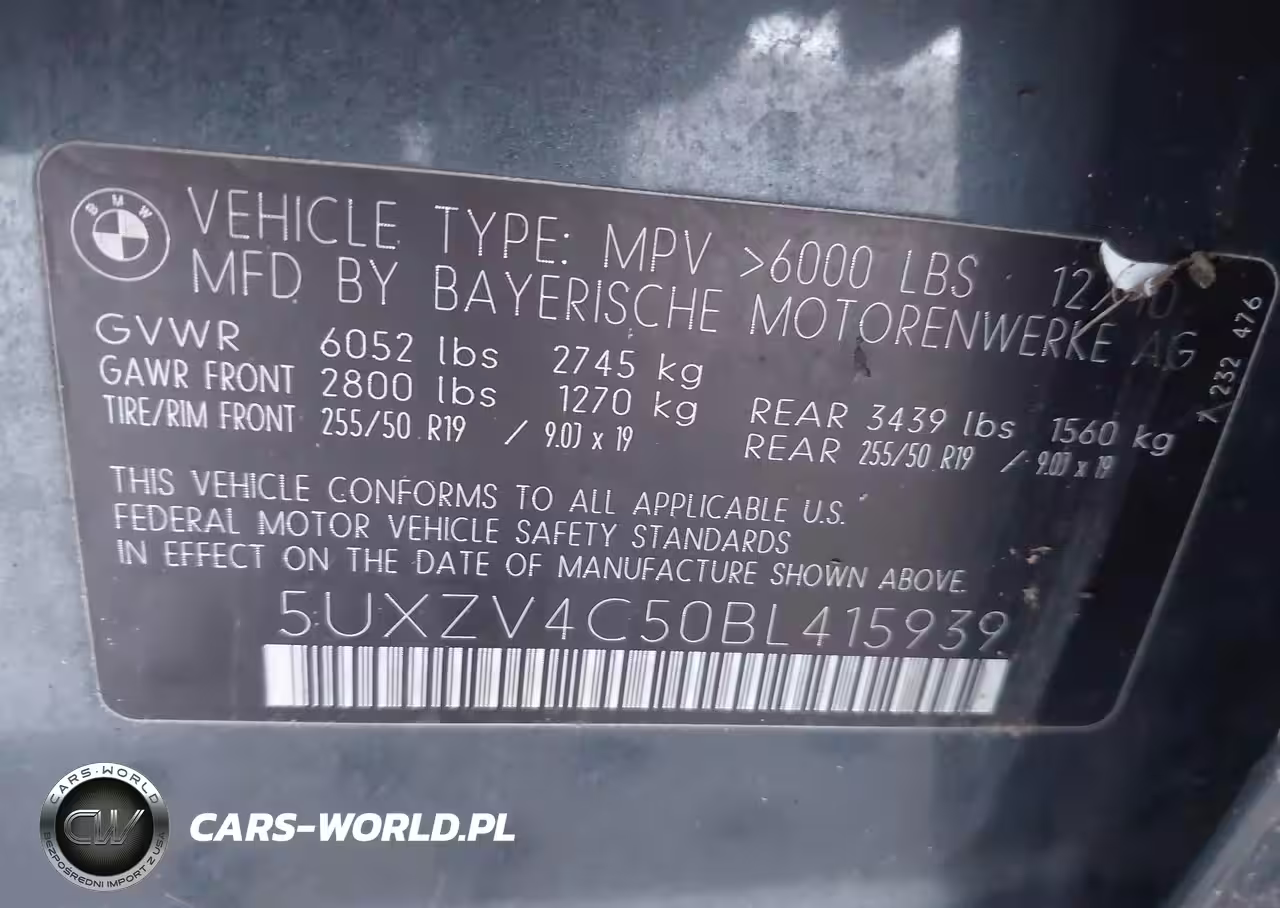 BMW
VEHICLE TYPE: MPV >6000 LBS
MFD BY BAYERISCHE MOTORENWERKE AG
GVWR 6052 lbs 2745 kg
GAWR FRONT 2800 lbs 1270 kg REAR 3439 lbs 1560 kg
TIRE/RIM FRONT 255/50 R19 / 9.0J x 19 REAR 255/50 R19 / 9.0J x 19
THIS VEHICLE CONFORMS TO ALL APPLICABLE U.S.
FEDERAL MOTOR VEHICLE SAFETY STANDARDS
IN EFFECT ON THE DATE OF MANUFACTURE SHOWN ABOVE.
5UXZV4C50BL415939
232 476
CARS-WORLD
CW
BEZPOŚREDNI IMPORT Z USA
CARS-WORLD.PL